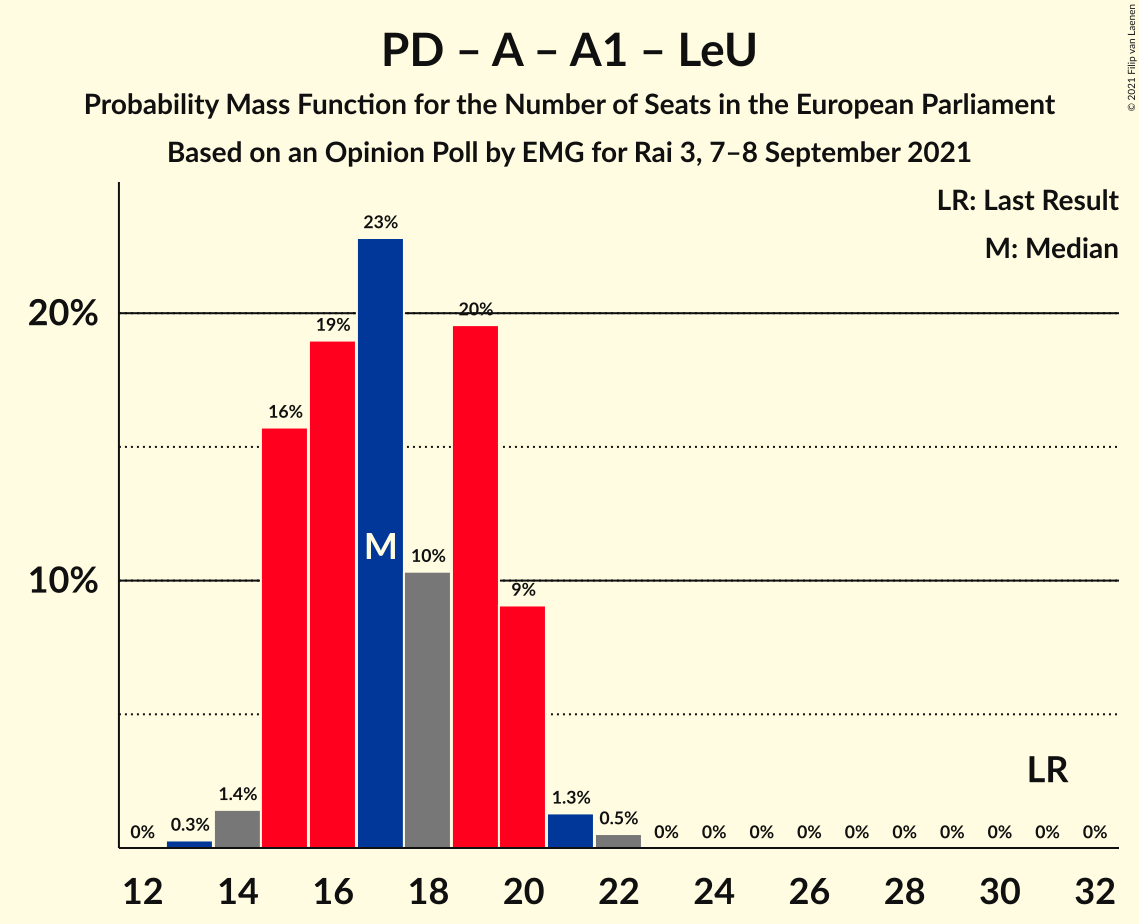 PD – A – A1 – LeU
Probability Mass Function for the Number of Seats in the European Parliament
Based on an Opinion Poll by EMG for Rai 3, 7–8 September 2021
© 2021 Filip van Laenen
LR: Last Result
M: Median
20%
10%
0% 0.3% 1.4% 16% 19% 23% 10% 20% 9% 1.3% 0.5% 0% 0% 0% 0% 0% 0% 0% 0% 0% 0%
M
LR
12 14 16 18 20 22 24 26 28 30 32